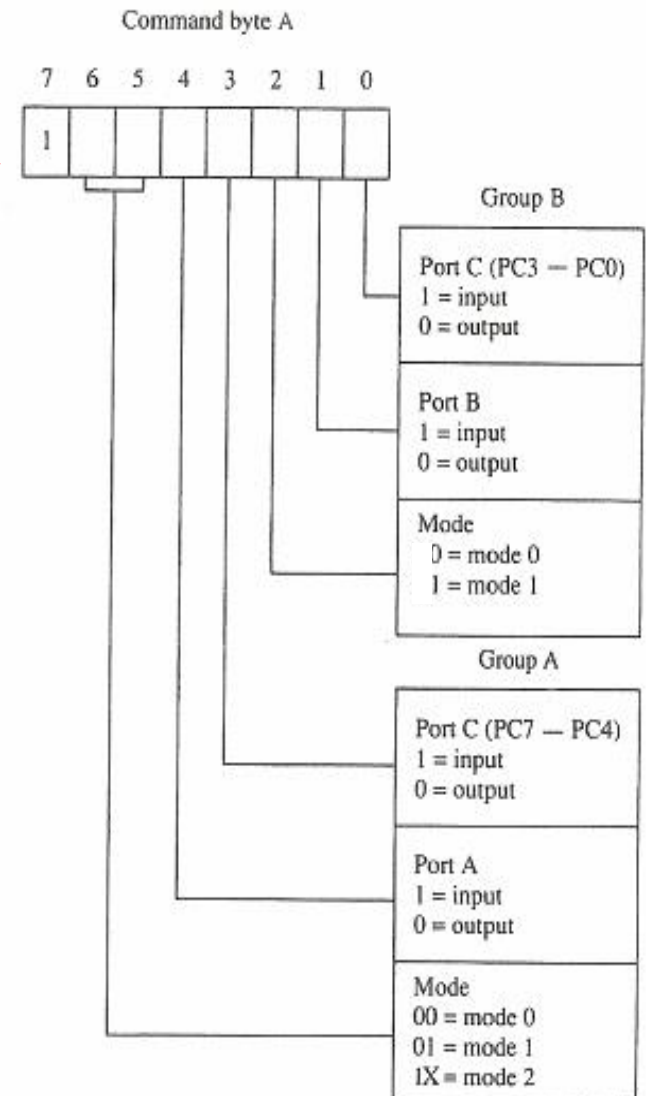 Command byte A
7 6 5 4 3 2 1 0
1
Group B
Port C (PC3 — PC0)
1 = input
0 = output
Port B
1 = input
0 = output
Mode
0 = mode 0
1 = mode 1
Group A
Port C (PC7 — PC4)
1 = input
0 = output
Port A
1 = input
0 = output
Mode
00 = mode 0
01 = mode 1
1X = mode 2